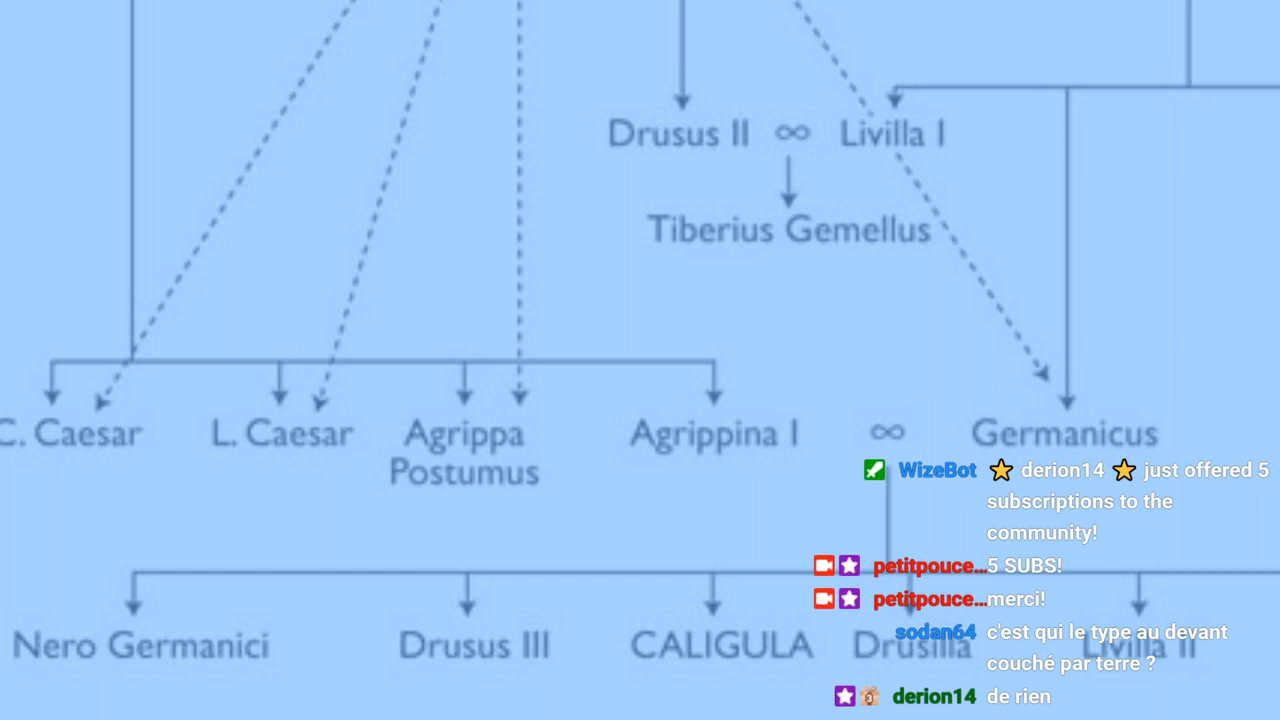 Drusus II ∞ Livilla I
Tiberius Gemellus
C. Caesar L. Caesar Agrippa Agrippina I ∞ Germanicus
Postumus
WizeBot ⭐ derion14 ⭐ just offered 5
subscriptions to the
community!
petitpouce… 5 SUBS!
petitpouce… merci!
sodan64 c'est qui le type au devant
couché par terre ?
Nero Germanici Drusus III CALIGULA Drusilla Livilla II
derion14 de rien